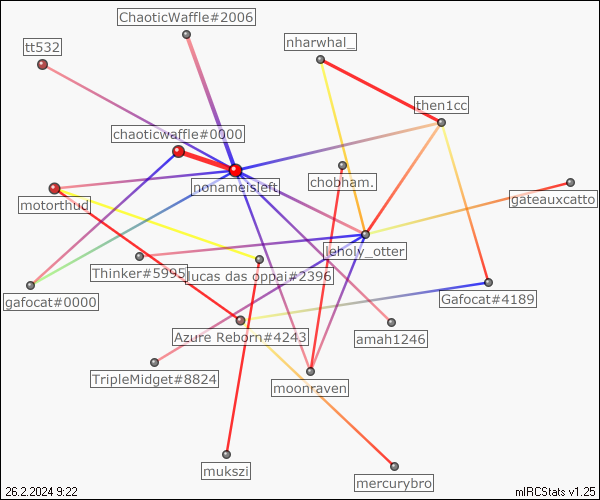 ChaoticWaffle#2006
nharwhal_
tt532
then1cc
chaoticwaffle#0000
nonameisleft
chobham.
gateauxcatto
motorthud
leholy_otter
Thinker#5995
lucas das oppai#2396
gafocat#0000
Gafocat#4189
Azure Reborn#4243
amah1246
TripleMidget#8824
moonraven
mukszi
mercurybro
26.2.2024 9:22
mIRCStats v1.25